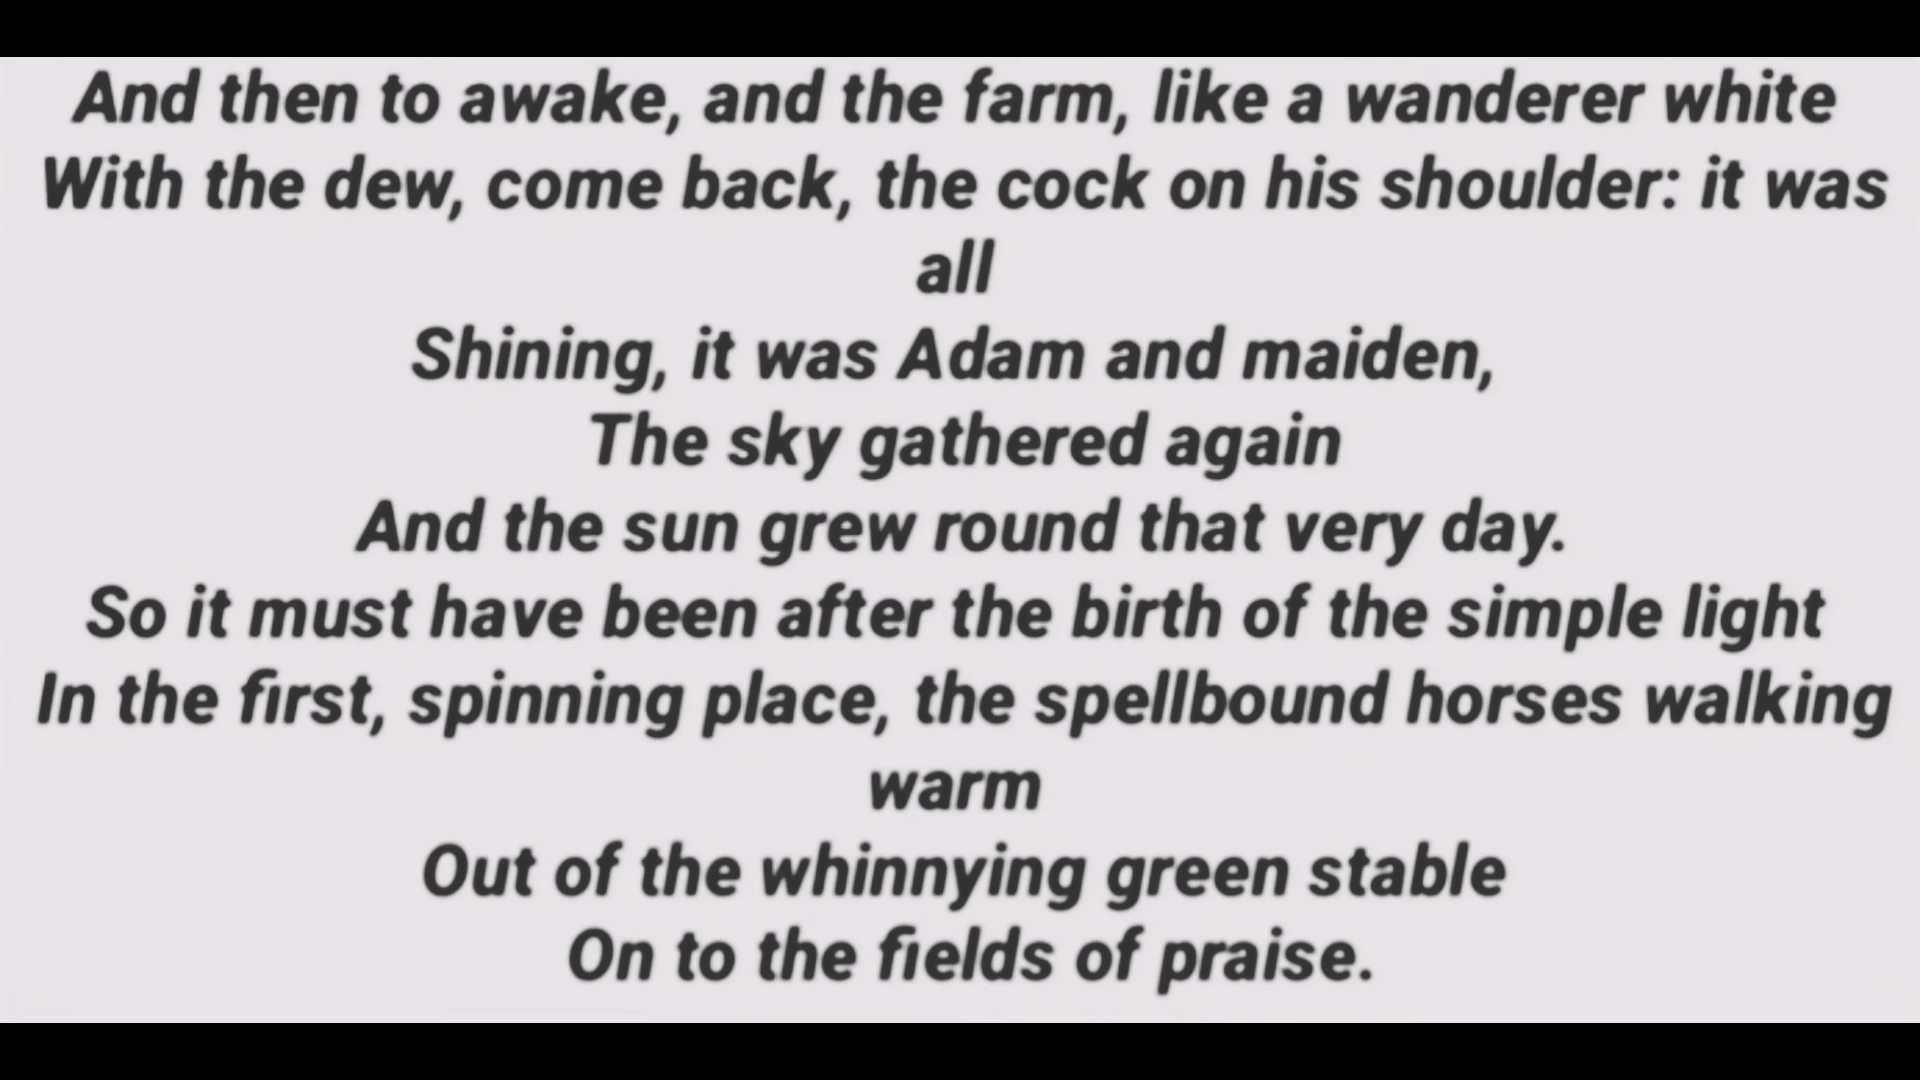 And then to awake, and the farm, like a wanderer white
With the dew, come back, the cock on his shoulder: it was
all
Shining, it was Adam and maiden,
The sky gathered again
And the sun grew round that very day.
So it must have been after the birth of the simple light
In the first, spinning place, the spellbound horses walking
warm
Out of the whinnying green stable
On to the fields of praise.